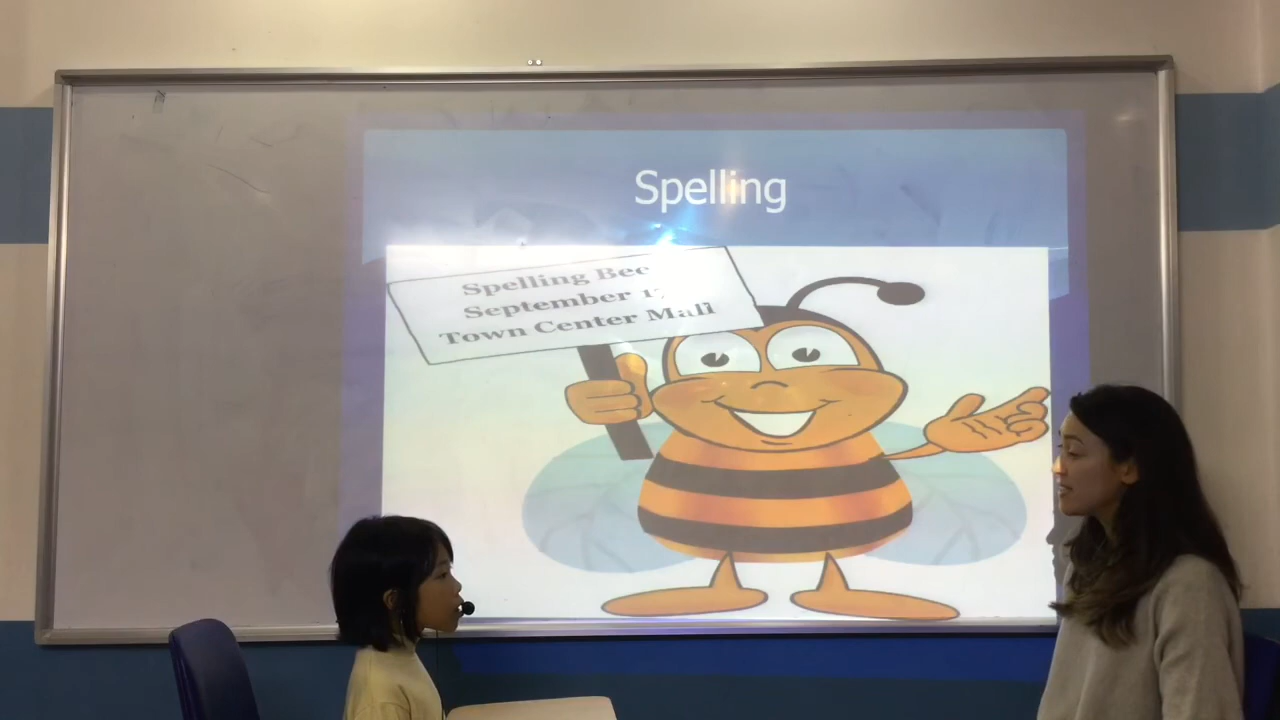 Spelling
Spelling Bee
September
Town Center Mall